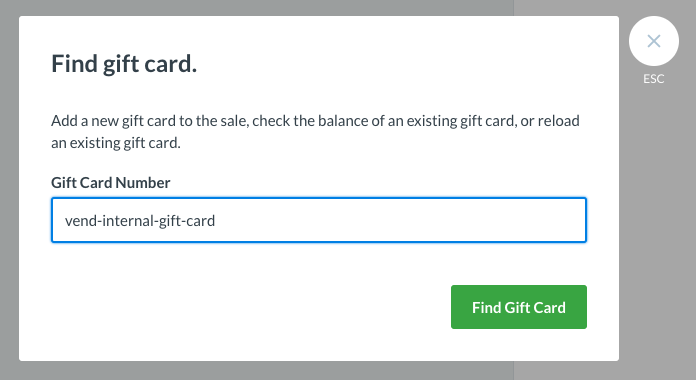 Find gift card.
ESC
Add a new gift card to the sale, check the balance of an existing gift card, or reload
an existing gift card.
Gift Card Number
vend-internal-gift-card
Find Gift Card